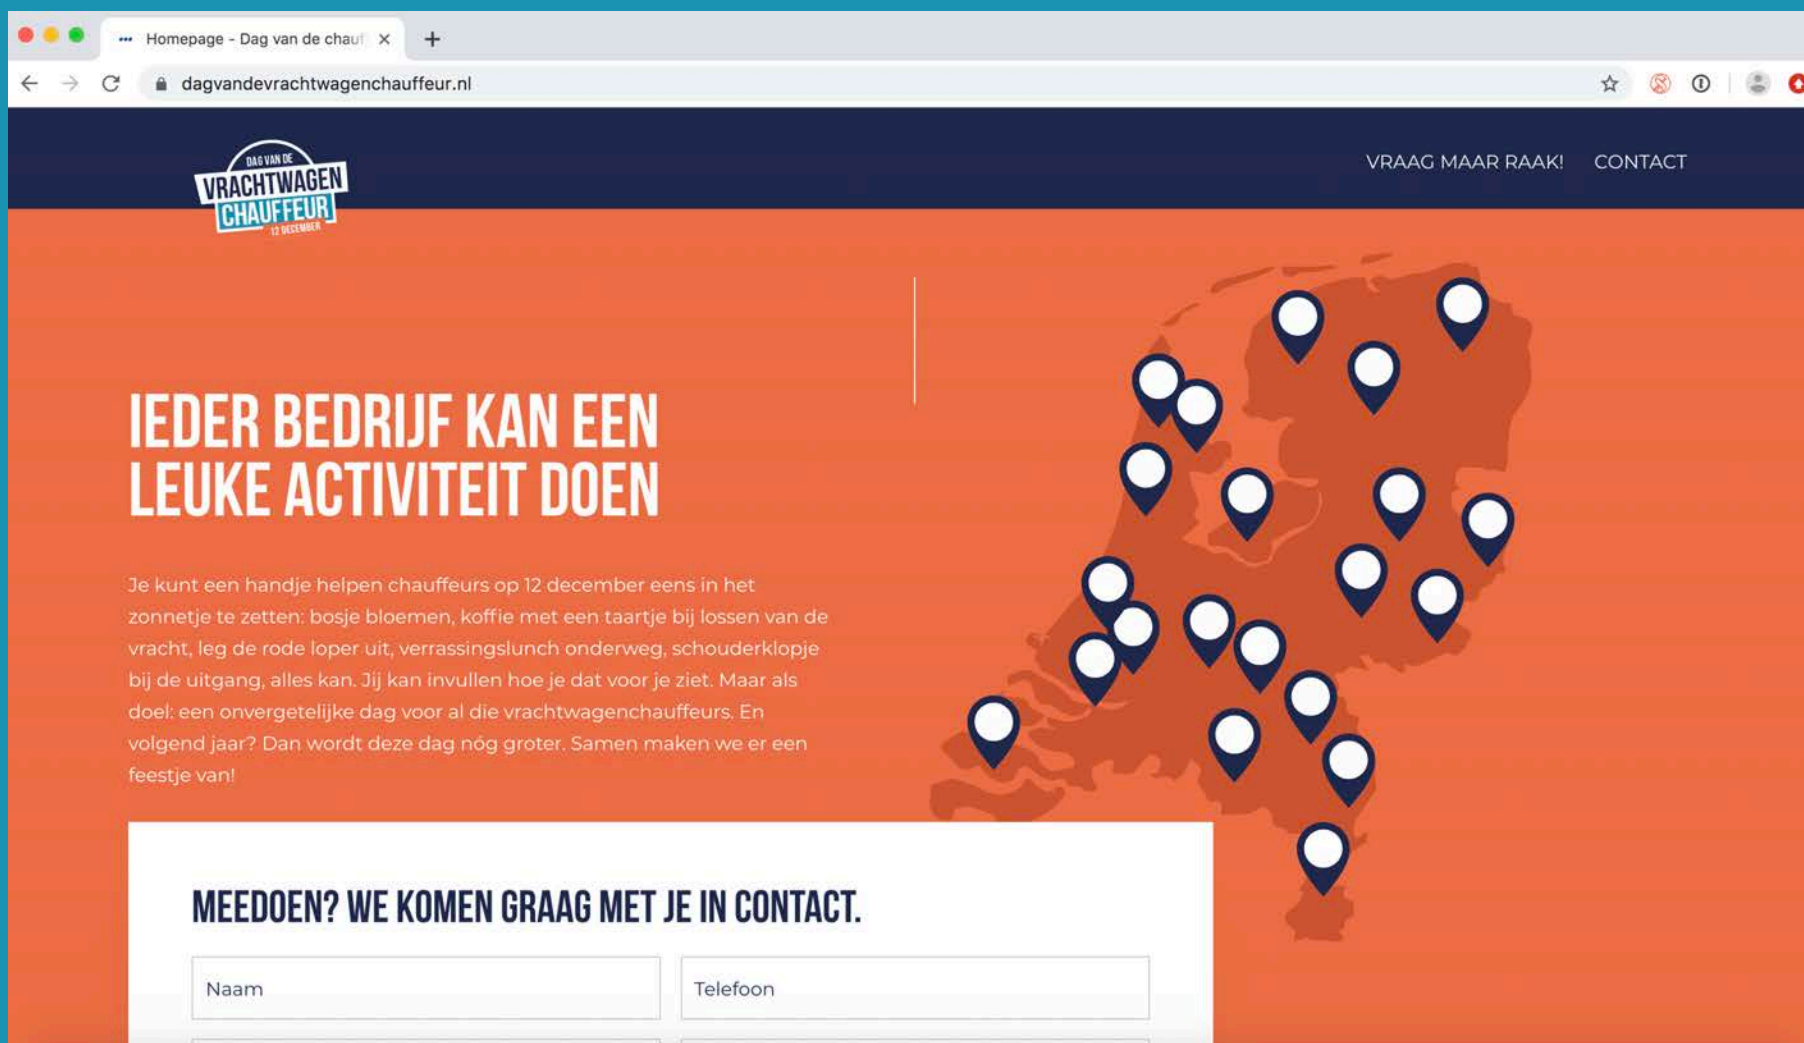 Homepage - Dag van de chauf
dagvandevrachtwagenchauffeur.nl
DAG VAN DE
VRACHTWAGEN
CHAUFFEUR
12 DECEMBER
VRAAG MAAR RAAK!
CONTACT
IEDER BEDRIJF KAN EEN
LEUKE ACTIVITEIT DOEN
Je kunt een handje helpen chauffeurs op 12 december eens in het
zonnetje te zetten: bosje bloemen, koffie met een taartje bij lossen van de
vracht, leg de rode loper uit, verrassingslunch onderweg, schouderklopje
bij de uitgang, alles kan. Jij kan invullen hoe je dat voor je ziet. Maar als
doel: een onvergetelijke dag voor al die vrachtwagenchauffeurs. En
volgend jaar? Dan wordt deze dag nóg groter. Samen maken we er een
feestje van!
MEEDOEN? WE KOMEN GRAAG MET JE IN CONTACT.
Naam
Telefoon